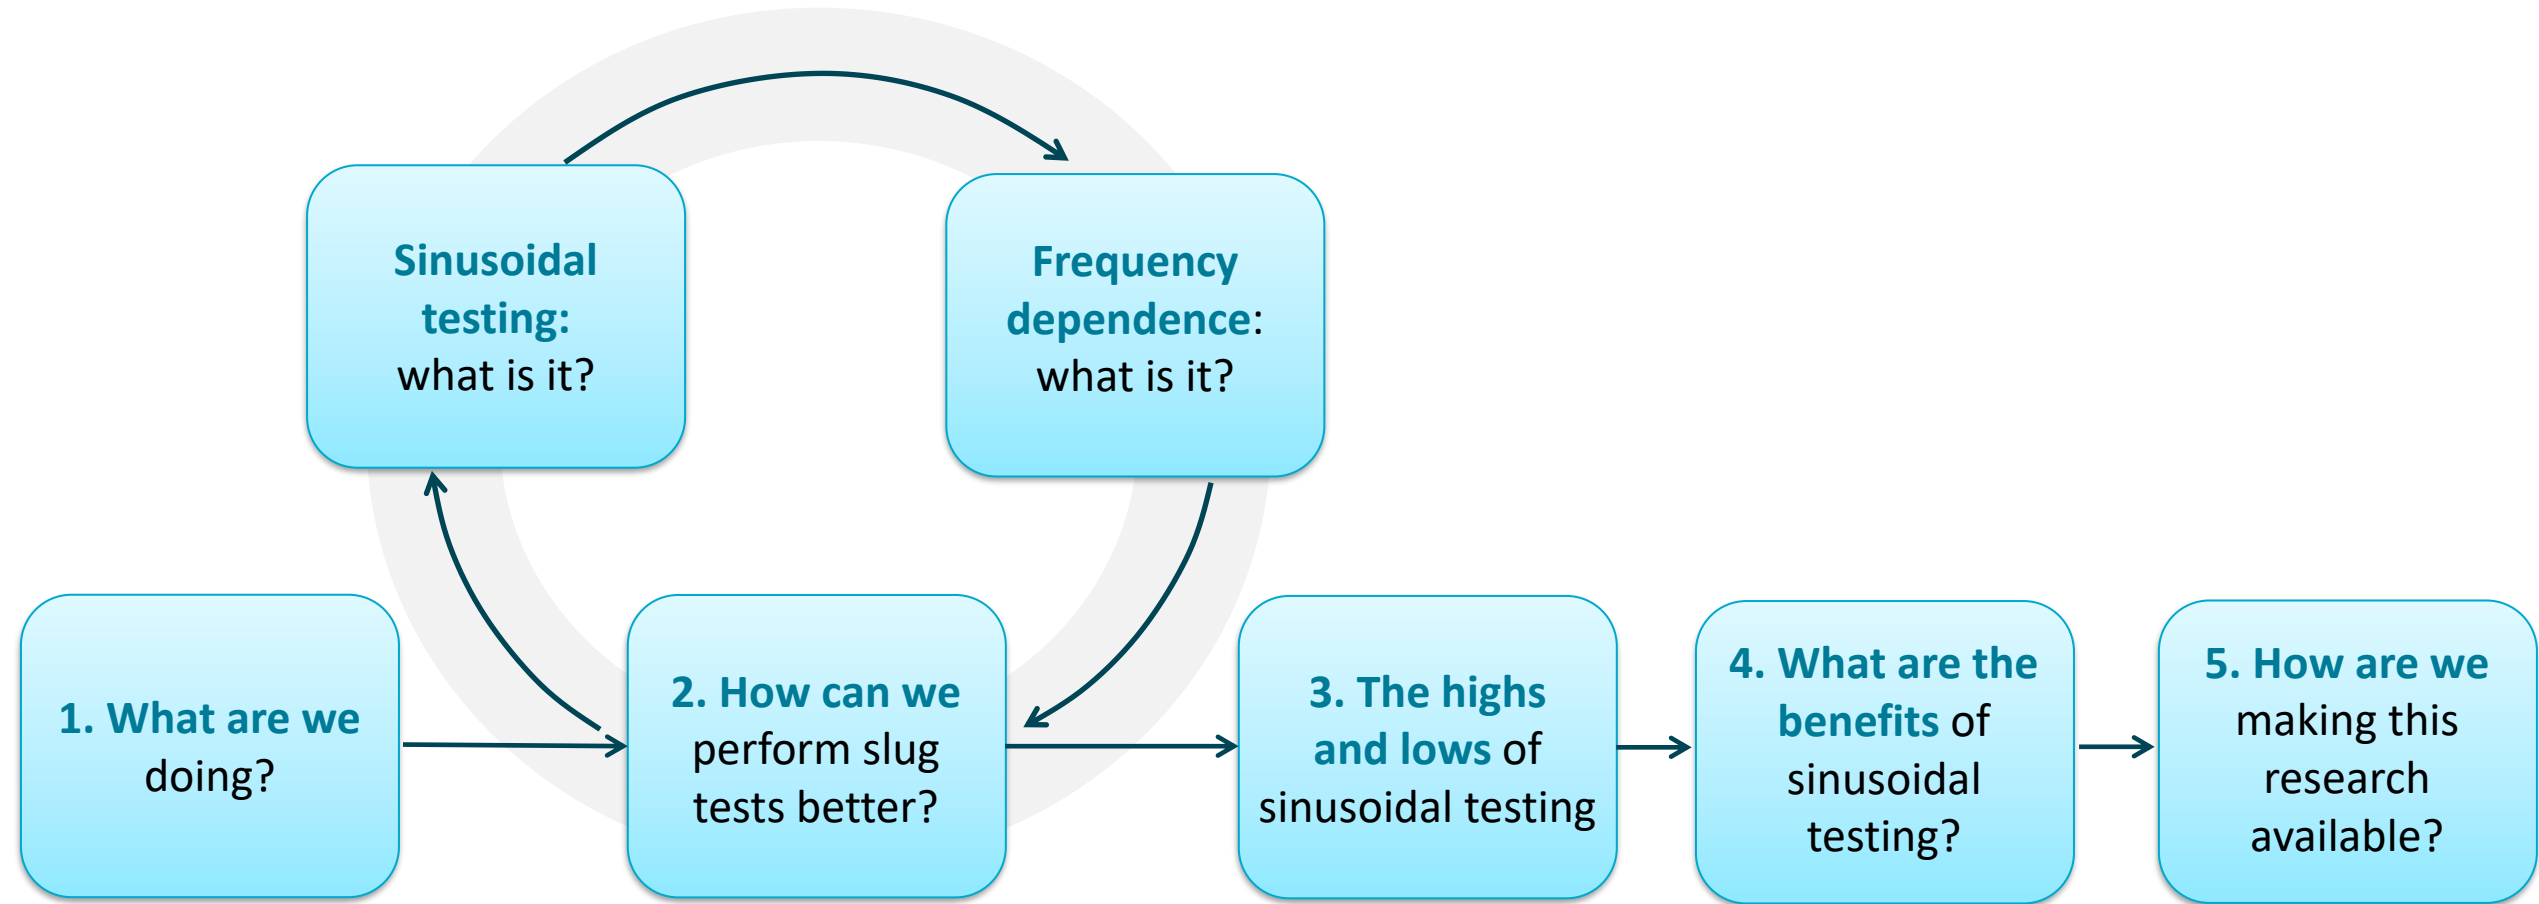 Sinusoidal
testing:
what is it?
Frequency
dependence:
what is it?
1. What are we
doing?
2. How can we
perform slug
tests better?
3. The highs
and lows of
sinusoidal testing
4. What are the
benefits of
sinusoidal
testing?
5. How are we
making this
research
available?